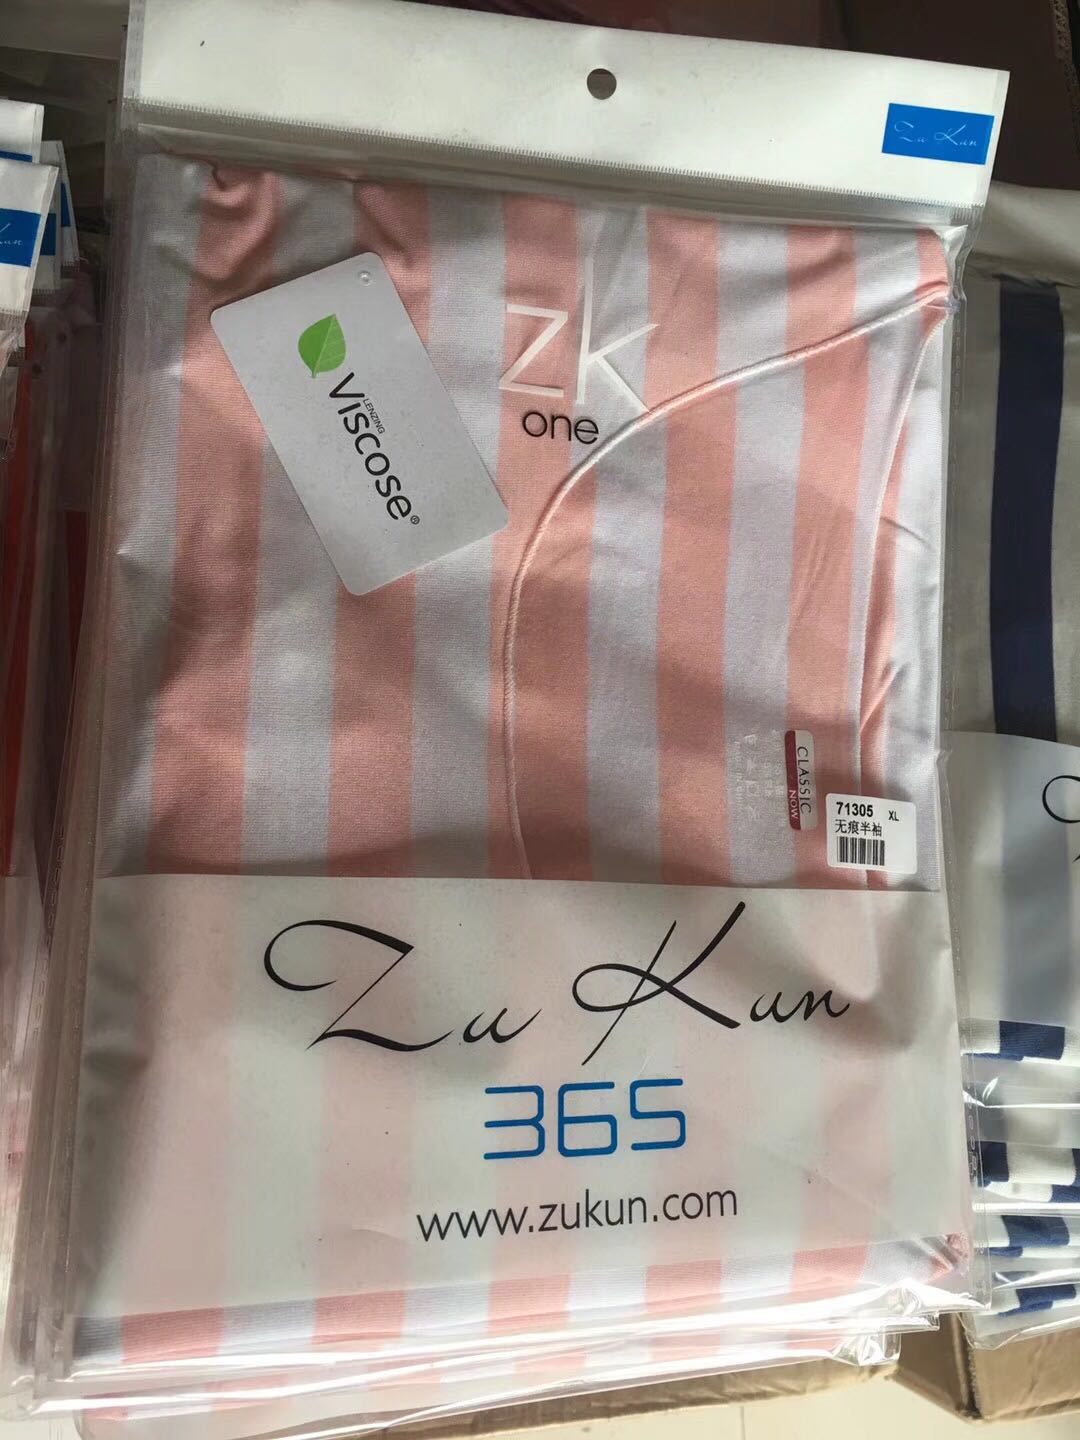 Zu Kun
zk
one
LENZING
Viscose®
CLASSIC
NOW
71305 XL
无痕半袖
Zu Kun
365
www.zukun.com